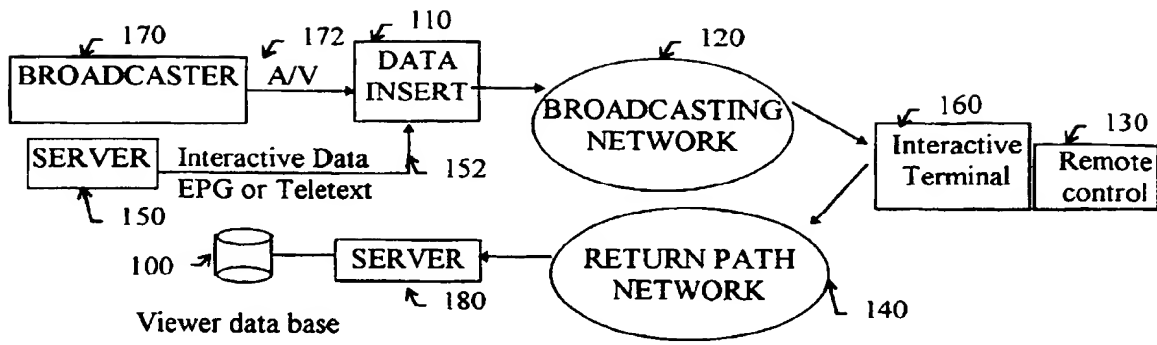 170
172
110
120
BROADCASTER
A/V
DATA
INSERT
BROADCASTING
NETWORK
160
130
Interactive
Terminal
Remote
control
SERVER
Interactive Data
EPG or Teletext
152
150
100
SERVER
RETURN PATH
NETWORK
180
140
Viewer data base